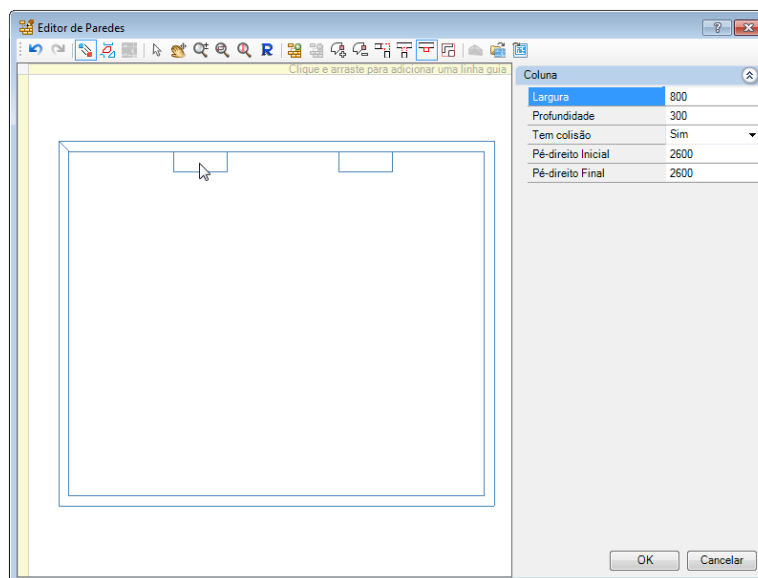 Editor de Paredes
R
Clique e arraste para adicionar uma linha guia
Coluna
Largura 800
Profundidade 300
Tem colisão Sim
Pé-direito Inicial 2600
Pé-direito Final 2600
OK Cancelar